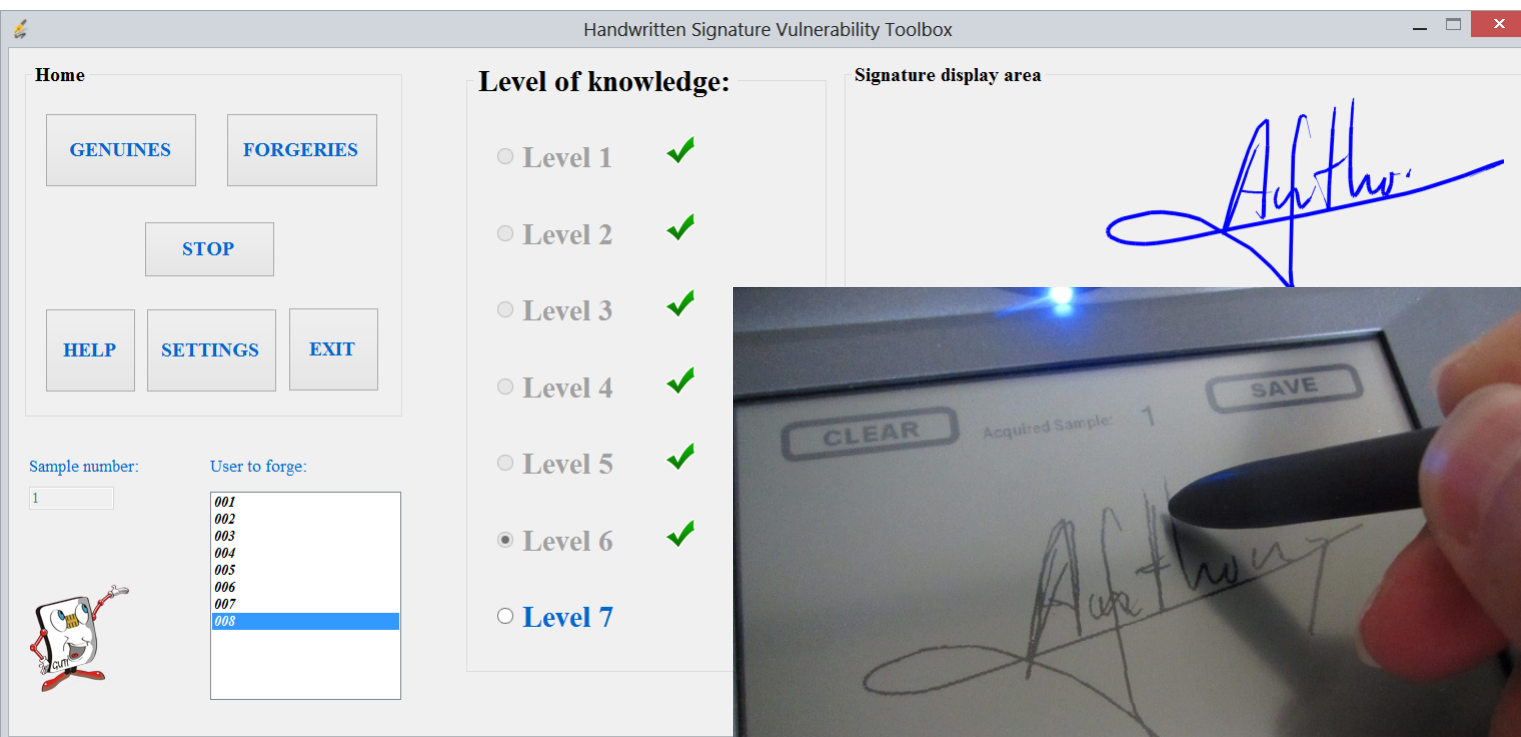 Handwritten Signature Vulnerability Toolbox
Home
GENUINES
FORGERIES
STOP
HELP
SETTINGS
EXIT
Sample number:
1
User to forge:
001
002
003
004
005
006
007
008
GUTI
Level of knowledge:
Level 1
Level 2
Level 3
Level 4
Level 5
Level 6
Level 7
Signature display area
CLEAR
Acquired Sample: 1
SAVE